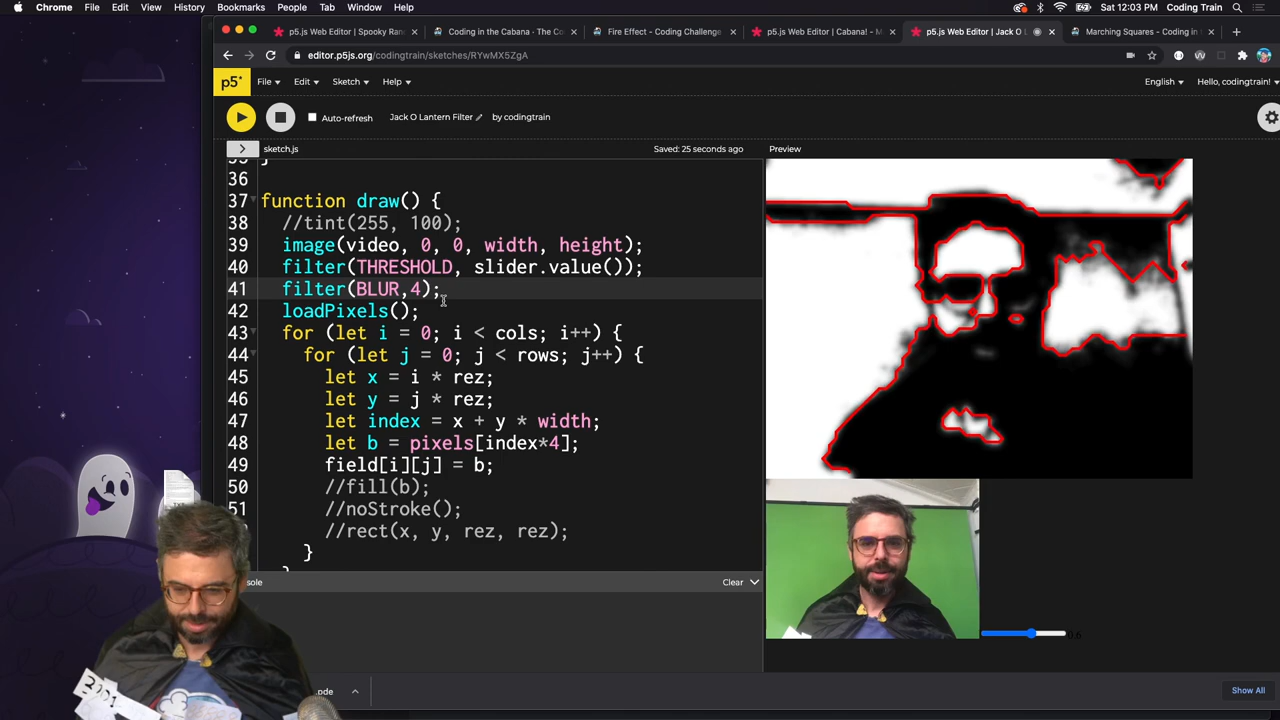 Chrome File Edit View History Bookmarks People Tab Window Help Sat 12:03 PM Coding Train
p5.js Web Editor | Spooky Ran Coding in the Cabana - The Co Fire Effect - Coding Challenge p5.js Web Editor | Cabana! - M p5.js Web Editor | Jack O L Marching Squares - Coding in
editor.p5js.org/codingtrain/sketches/RYwMX5ZgA
p5* File Edit Sketch Help English Hello, codingtrain!
Auto-refresh Jack O Lantern Filter by codingtrain
sketch.js Saved: 25 seconds ago Preview
35 }
36
37 function draw() {
38 //tint(255, 100);
39 image(video, 0, 0, width, height);
40 filter(THRESHOLD, slider.value());
41 filter(BLUR,4);
42 loadPixels();
43 for (let i = 0; i < cols; i++) {
44 for (let j = 0; j < rows; j++) {
45 let x = i * rez;
46 let y = j * rez;
47 let index = x + y * width;
48 let b = pixels[index*4];
49 field[i][j] = b;
50 //fill(b);
51 //noStroke();
//rect(x, y, rez, rez);
}
sole Clear
0.6
.ode Show All